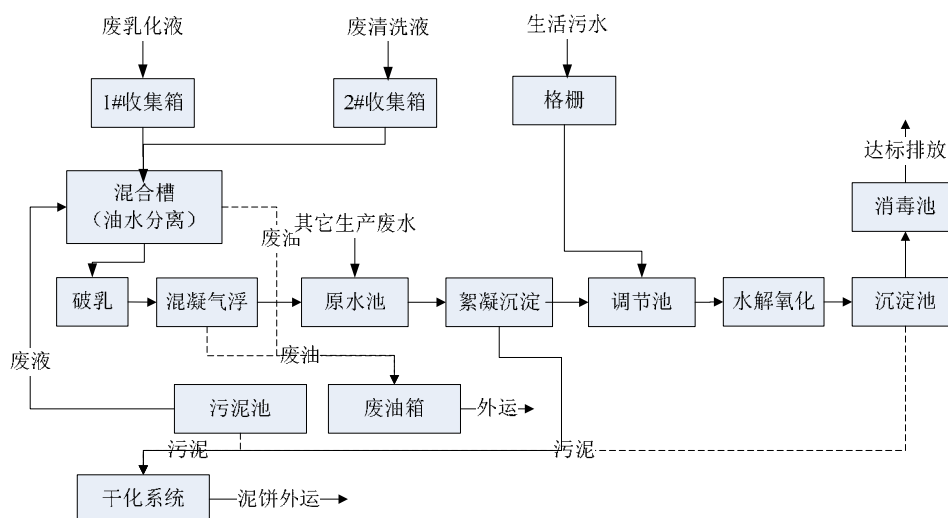 废乳化液
废清洗液
生活污水
1#收集箱
2#收集箱
格栅
达标排放
混合槽
（油水分离）
消毒池
废油
其它生产废水
破乳
混凝气浮
原水池
絮凝沉淀
调节池
水解氧化
沉淀池
废液
废油
污泥池
废油箱
外运
污泥
污泥
干化系统
泥饼外运